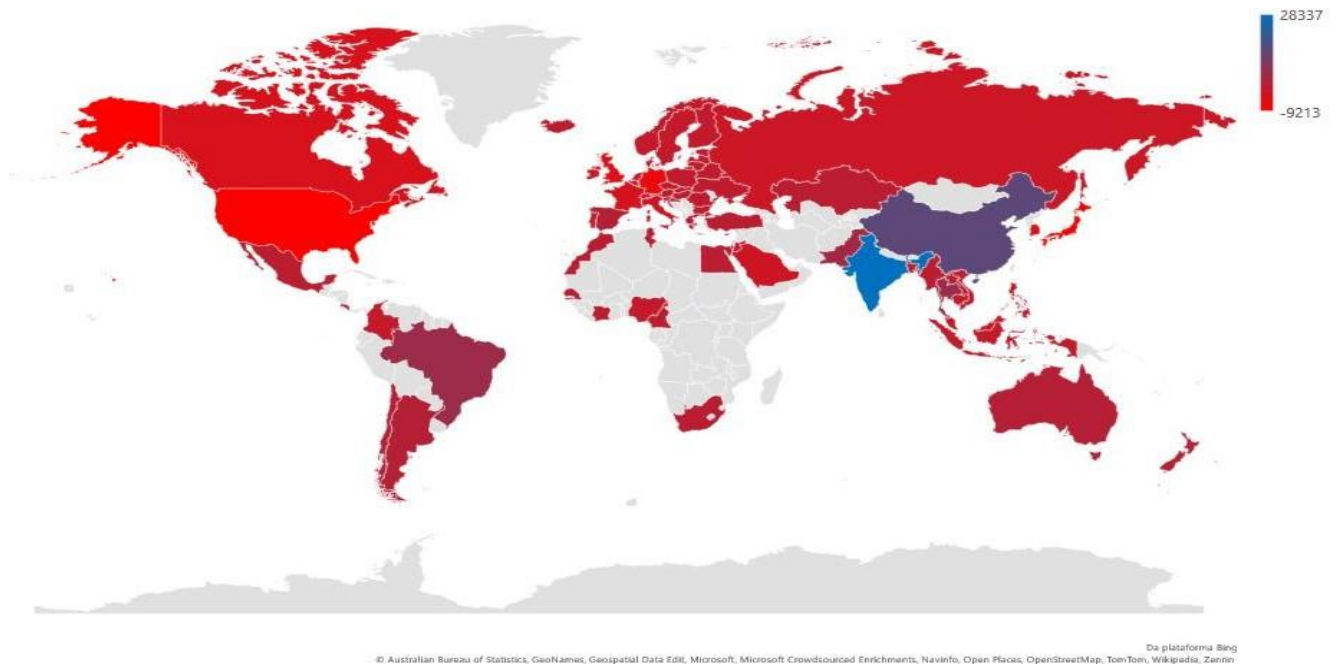 28337
-9213
Da plataforma Bing
© Australian Bureau of Statistics, GeoNames, Geospatial Data Edit, Microsoft, Microsoft Crowdsourced Enrichments, Navinfo, Open Places, OpenStreetMap, TomTom, Wikipedia, Zenrin